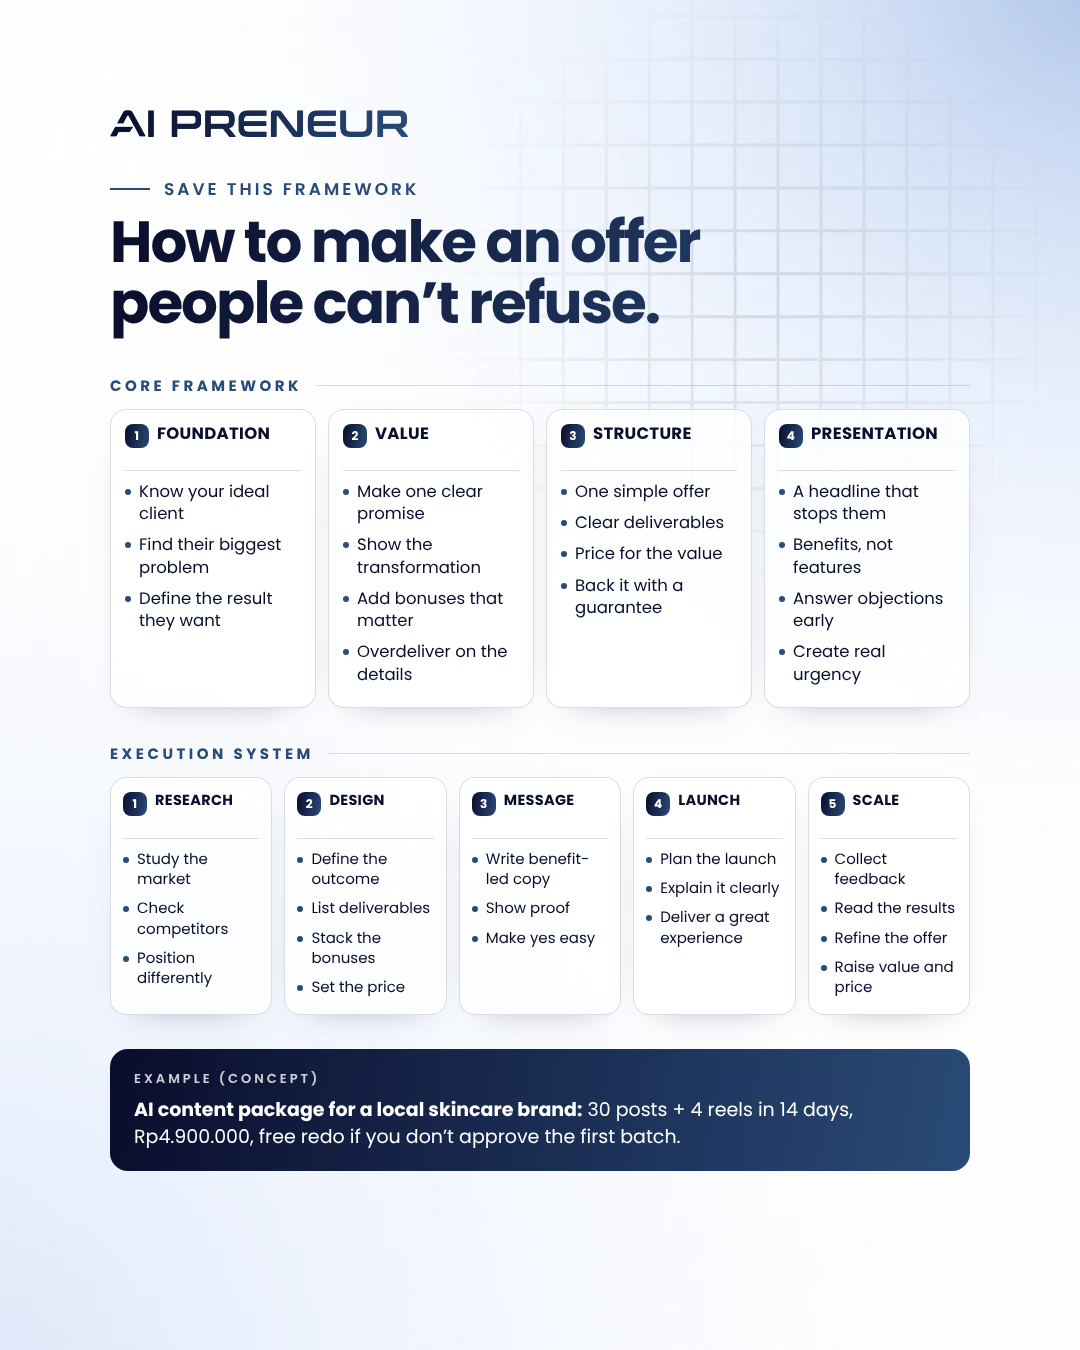 AI PRENEUR
SAVE THIS FRAMEWORK
How to make an offer
people can’t refuse.
CORE FRAMEWORK
1 FOUNDATION
Know your ideal
client
Find their biggest
problem
Define the result
they want
2 VALUE
Make one clear
promise
Show the
transformation
Add bonuses that
matter
Overdeliver on the
details
3 STRUCTURE
One simple offer
Clear deliverables
Price for the value
Back it with a
guarantee
4 PRESENTATION
A headline that
stops them
Benefits, not
features
Answer objections
early
Create real
urgency
EXECUTION SYSTEM
1 RESEARCH
Study the
market
Check
competitors
Position
differently
2 DESIGN
Define the
outcome
List deliverables
Stack the
bonuses
Set the price
3 MESSAGE
Write benefit-
led copy
Show proof
Make yes easy
4 LAUNCH
Plan the launch
Explain it clearly
Deliver a great
experience
5 SCALE
Collect
feedback
Read the results
Refine the offer
Raise value and
price
EXAMPLE (CONCEPT)
AI content package for a local skincare brand: 30 posts + 4 reels in 14 days,
Rp4.900.000, free redo if you don’t approve the first batch.